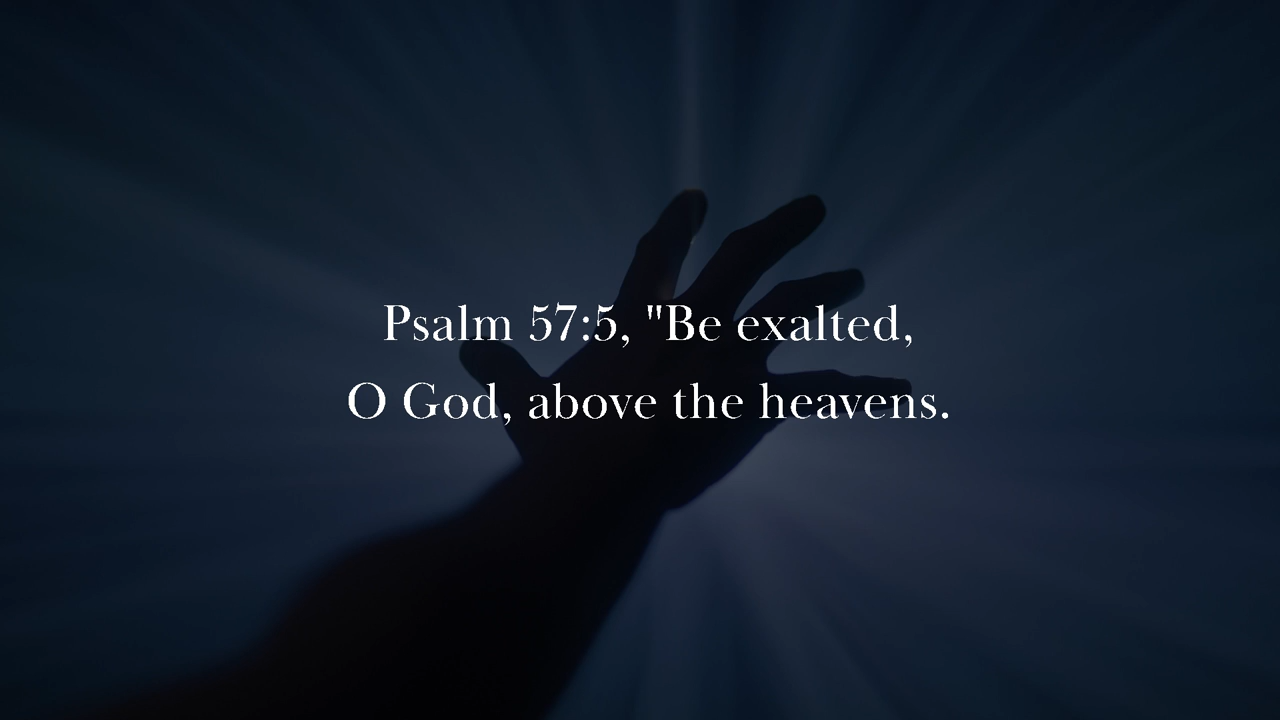 Psalm 57:5, "Be exalted,
O God, above the heavens.